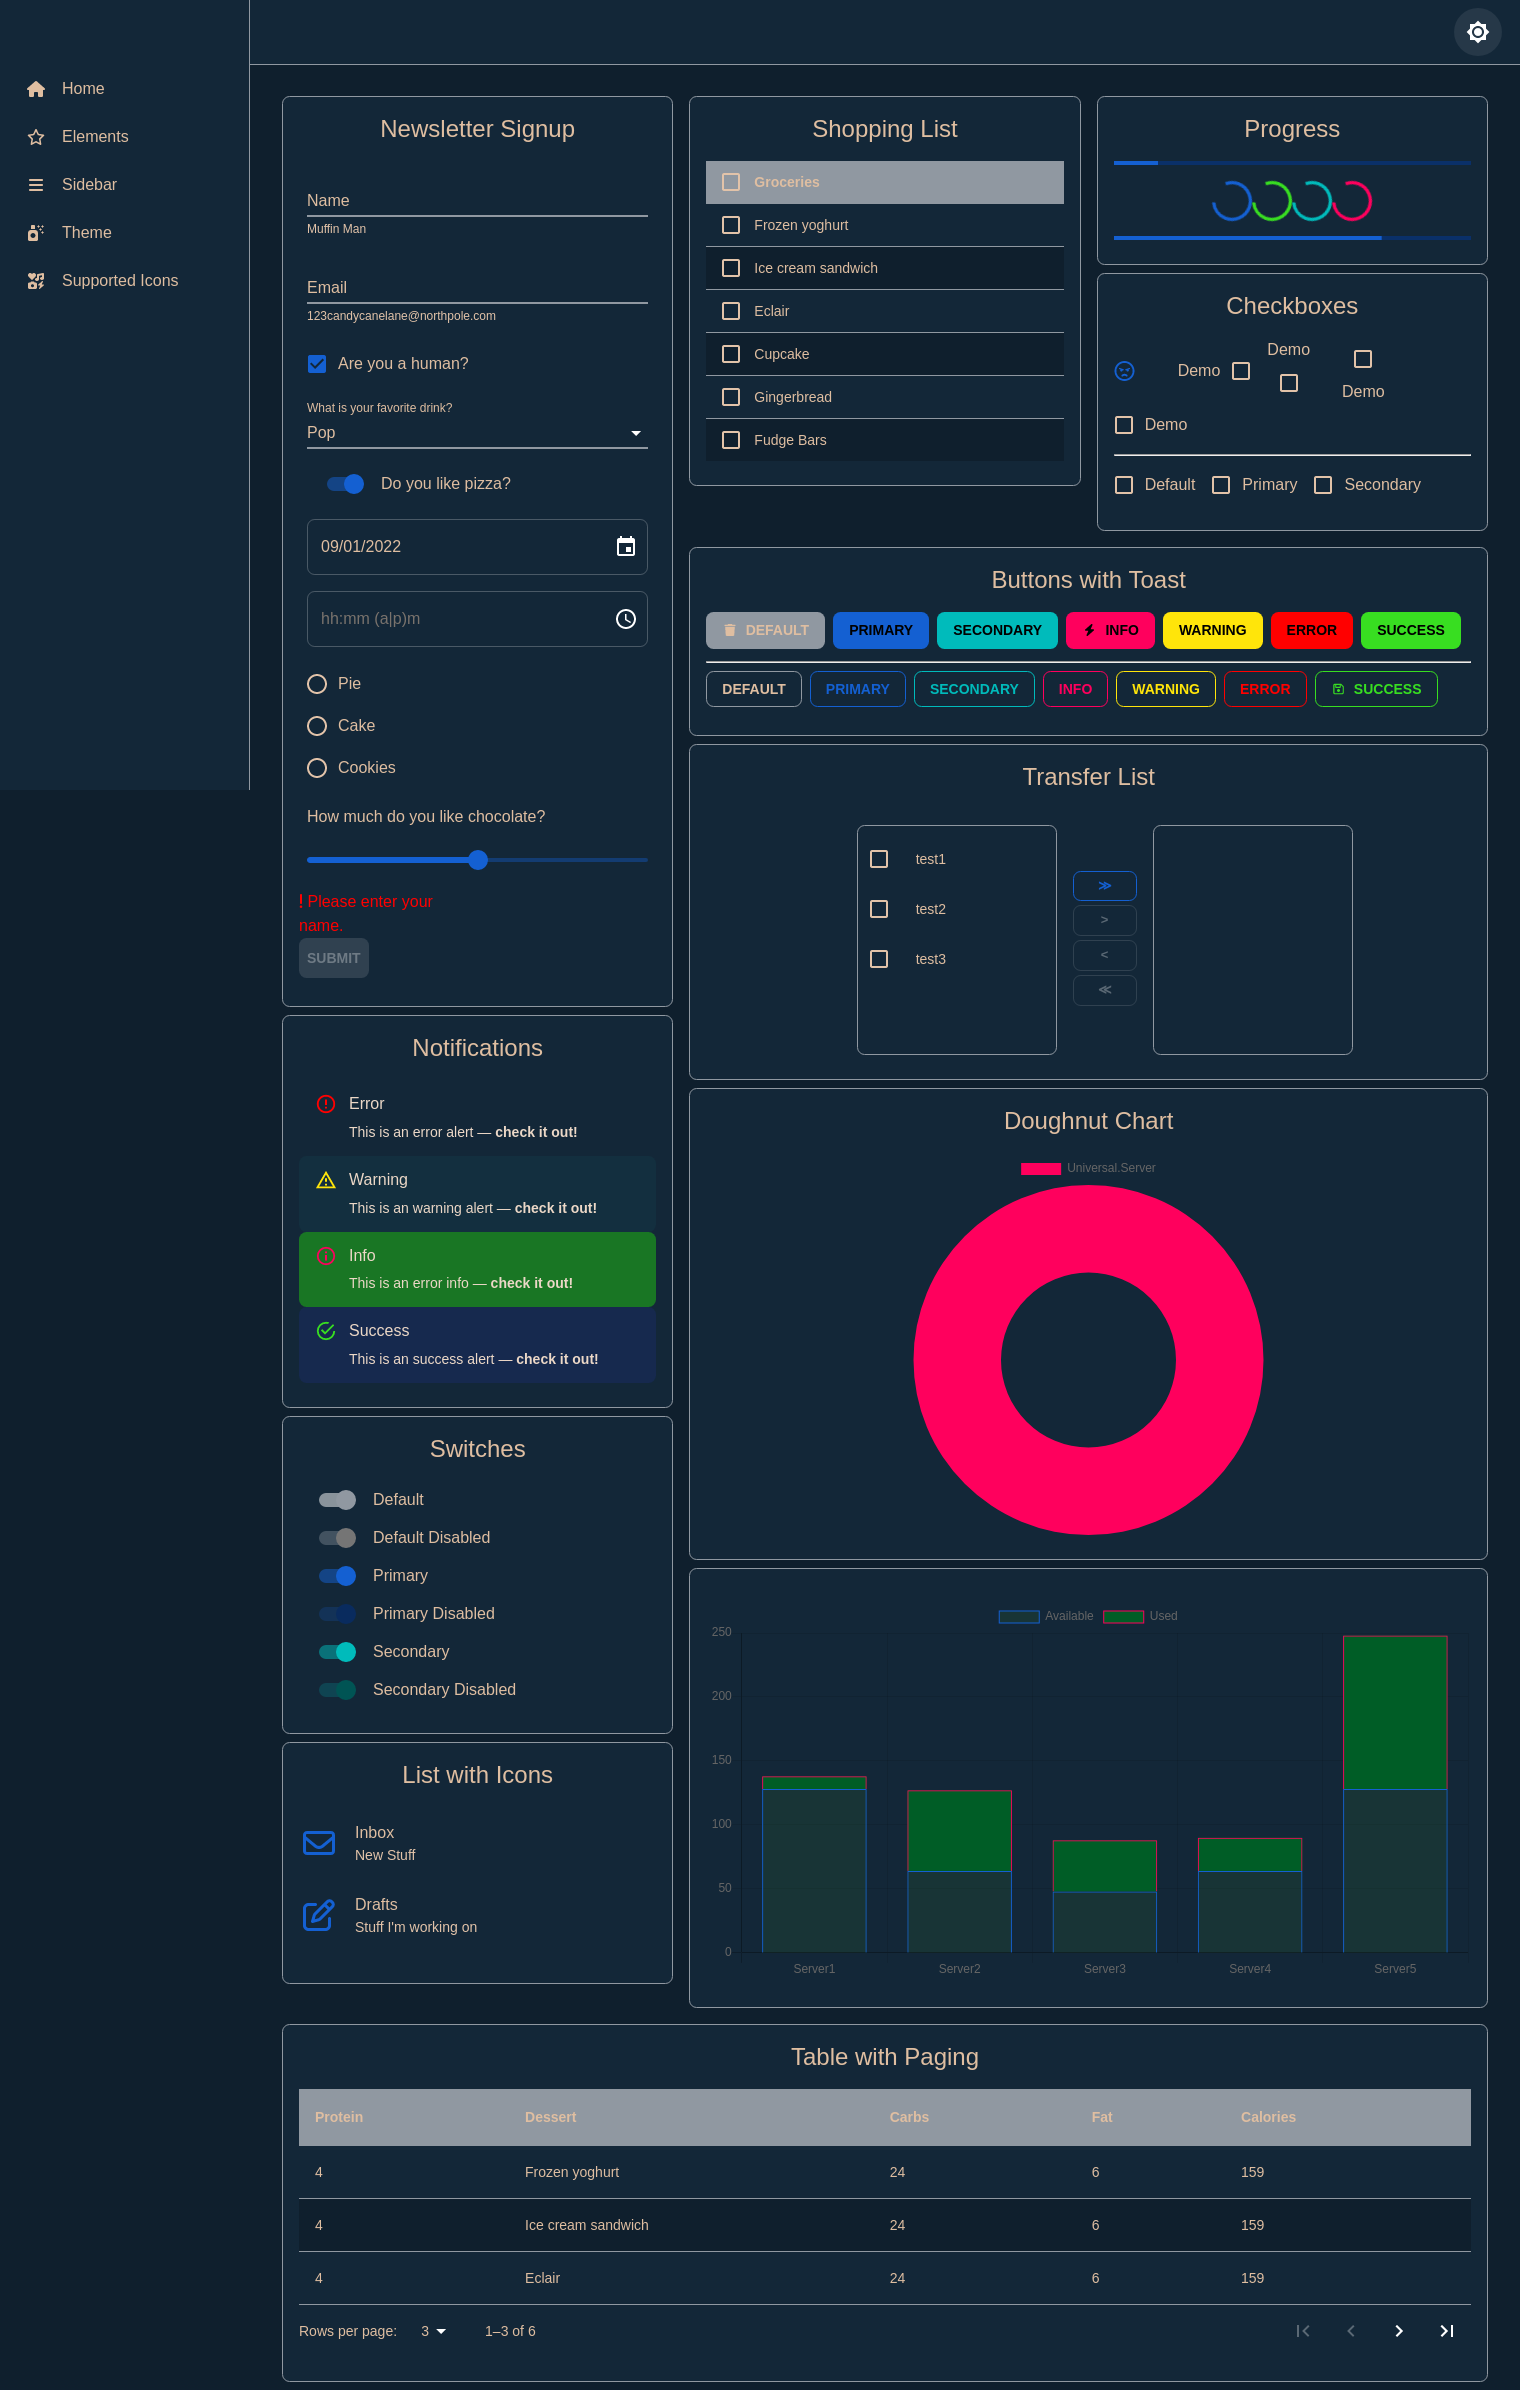 Home
Elements
Sidebar
Theme
Supported Icons
Newsletter Signup
Name
Muffin Man
Email
123candycanelane@northpole.com
Are you a human?
What is your favorite drink?
Pop
Do you like pizza?
09/01/2022
hh:mm (a|p)m
Pie
Cake
Cookies
How much do you like chocolate?
! Please enter your
name.
SUBMIT
Notifications
Error
This is an error alert — check it out!
Warning
This is an warning alert — check it out!
Info
This is an error info — check it out!
Success
This is an success alert — check it out!
Switches
Default
Default Disabled
Primary
Primary Disabled
Secondary
Secondary Disabled
List with Icons
Inbox
New Stuff
Drafts
Stuff I'm working on
Shopping List
Groceries
Frozen yoghurt
Ice cream sandwich
Eclair
Cupcake
Gingerbread
Fudge Bars
Progress
Checkboxes
Demo
Demo
Demo
Demo
Default Primary Secondary
Buttons with Toast
DEFAULT PRIMARY SECONDARY INFO WARNING ERROR SUCCESS
DEFAULT PRIMARY SECONDARY INFO WARNING ERROR SUCCESS
Transfer List
test1
test2
test3
≫
>
<
≪
Doughnut Chart
Universal.Server
Available Used
250
200
150
100
50
0
Server1 Server2 Server3 Server4 Server5
Table with Paging
Protein Dessert Carbs Fat Calories
4 Frozen yoghurt 24 6 159
4 Ice cream sandwich 24 6 159
4 Eclair 24 6 159
Rows per page: 3 1–3 of 6